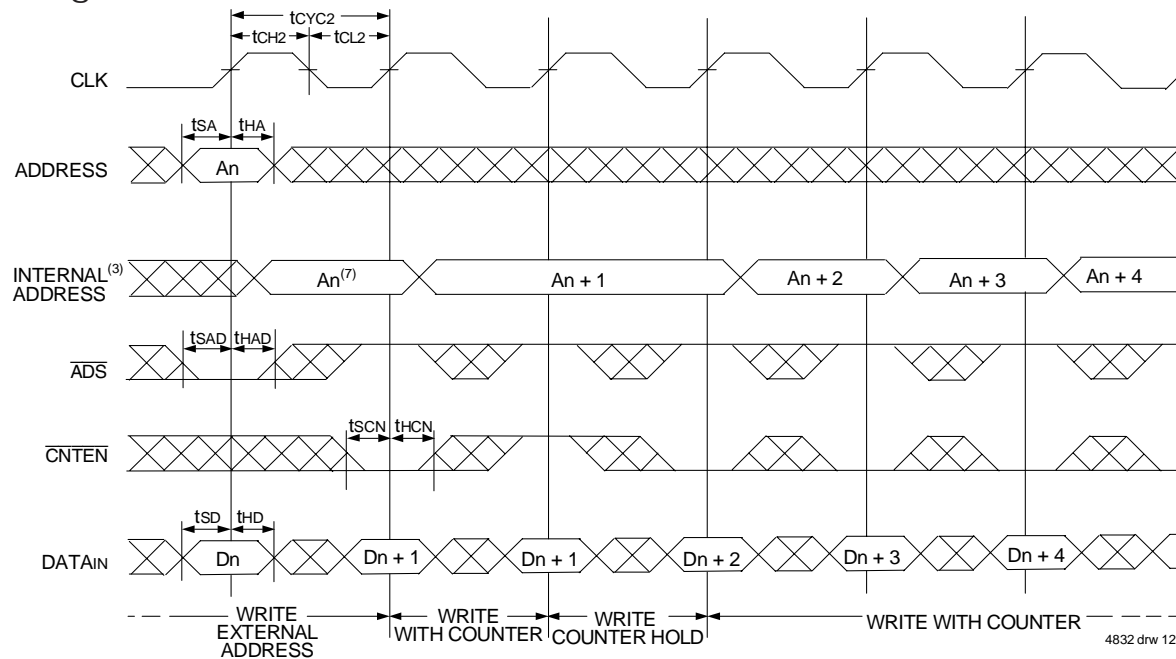 tCYC2
tCH2 tCL2
CLK
tSA tHA
ADDRESS An
INTERNAL(3)
ADDRESS
An(7) An + 1 An + 2 An + 3 An + 4
tSAD tHAD
ADS
tSCN tHCN
CNTEN
tSD tHD
DATAIN Dn Dn + 1 Dn + 1 Dn + 2 Dn + 3 Dn + 4
WRITE
EXTERNAL
ADDRESS
WRITE
WITH COUNTER
WRITE
COUNTER HOLD
WRITE WITH COUNTER
4832 drw 12